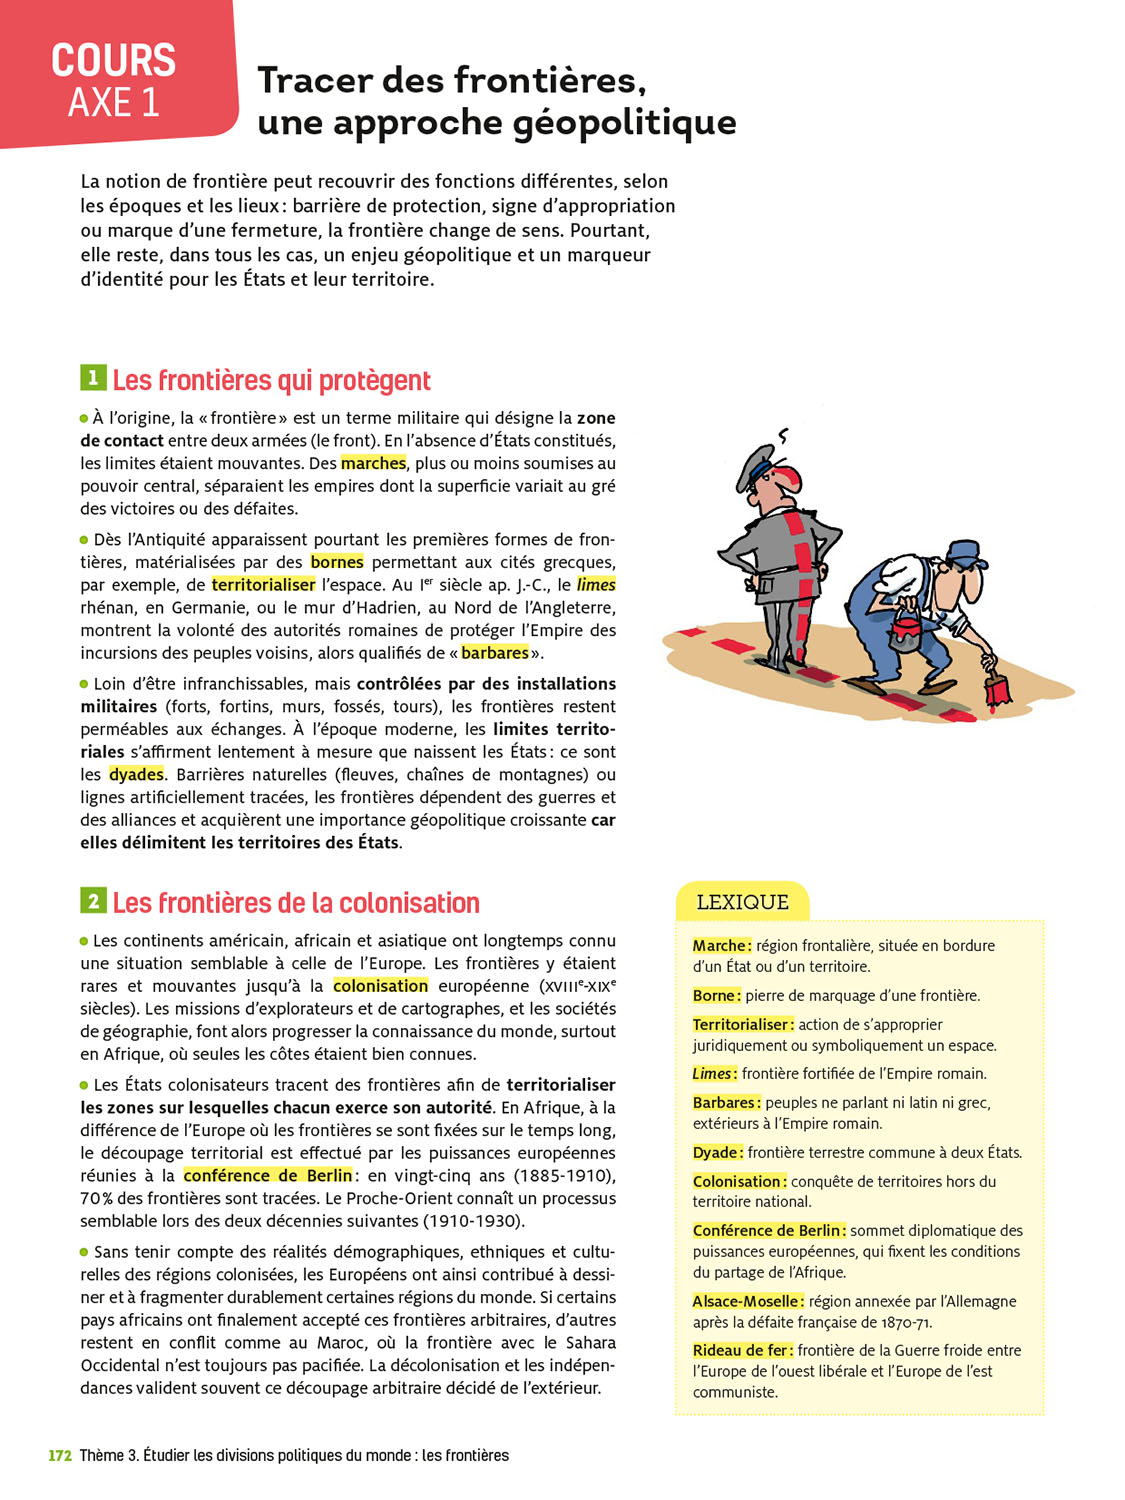 COURS
AXE 1
Tracer des frontières,
une approche géopolitique
La notion de frontière peut recouvrir des fonctions différentes, selon
les époques et les lieux : barrière de protection, signe d’appropriation
ou marque d’une fermeture, la frontière change de sens. Pourtant,
elle reste, dans tous les cas, un enjeu géopolitique et un marqueur
d’identité pour les États et leur territoire.
1 Les frontières qui protègent
• À l’origine, la « frontière » est un terme militaire qui désigne la zone
de contact entre deux armées (le front). En l’absence d’États constitués,
les limites étaient mouvantes. Des marches, plus ou moins soumises au
pouvoir central, séparaient les empires dont la superficie variait au gré
des victoires ou des défaites.
• Dès l’Antiquité apparaissent pourtant les premières formes de fron-
tières, matérialisées par des bornes permettant aux cités grecques,
par exemple, de territorialiser l’espace. Au Ier siècle ap. J.-C., le limes
rhénan, en Germanie, ou le mur d’Hadrien, au Nord de l’Angleterre,
montrent la volonté des autorités romaines de protéger l’Empire des
incursions des peuples voisins, alors qualifiés de « barbares ».
• Loin d’être infranchissables, mais contrôlées par des installations
militaires (forts, fortins, murs, fossés, tours), les frontières restent
perméables aux échanges. À l’époque moderne, les limites territo-
riales s’affirment lentement à mesure que naissent les États : ce sont
les dyades. Barrières naturelles (fleuves, chaînes de montagnes) ou
lignes artificiellement tracées, les frontières dépendent des guerres et
des alliances et acquièrent une importance géopolitique croissante car
elles délimitent les territoires des États.
2 Les frontières de la colonisation
• Les continents américain, africain et asiatique ont longtemps connu
une situation semblable à celle de l’Europe. Les frontières y étaient
rares et mouvantes jusqu’à la colonisation européenne (XVIIIe-XIXe
siècles). Les missions d’explorateurs et de cartographes, et les sociétés
de géographie, font alors progresser la connaissance du monde, surtout
en Afrique, où seules les côtes étaient bien connues.
• Les États colonisateurs tracent des frontières afin de territorialiser
les zones sur lesquelles chacun exerce son autorité. En Afrique, à la
différence de l’Europe où les frontières se sont fixées sur le temps long,
le découpage territorial est effectué par les puissances européennes
réunies à la conférence de Berlin : en vingt-cinq ans (1885-1910),
70 % des frontières sont tracées. Le Proche-Orient connaît un processus
semblable lors des deux décennies suivantes (1910-1930).
• Sans tenir compte des réalités démographiques, ethniques et cultu-
relles des régions colonisées, les Européens ont ainsi contribué à dessi-
ner et à fragmenter durablement certaines régions du monde. Si certains
pays africains ont finalement accepté ces frontières arbitraires, d’autres
restent en conflit comme au Maroc, où la frontière avec le Sahara
Occidental n’est toujours pas pacifiée. La décolonisation et les indépen-
dances valident souvent ce découpage arbitraire décidé de l’extérieur.
LEXIQUE
Marche : région frontalière, située en bordure
d’un État ou d’un territoire.
Borne : pierre de marquage d’une frontière.
Territorialiser : action de s’approprier
juridiquement ou symboliquement un espace.
Limes : frontière fortifiée de l’Empire romain.
Barbares : peuples ne parlant ni latin ni grec,
extérieurs à l’Empire romain.
Dyade : frontière terrestre commune à deux États.
Colonisation : conquête de territoires hors du
territoire national.
Conférence de Berlin : sommet diplomatique des
puissances européennes, qui fixent les conditions
du partage de l’Afrique.
Alsace-Moselle : région annexée par l’Allemagne
après la défaite française de 1870-71.
Rideau de fer : frontière de la Guerre froide entre
l’Europe de l’ouest libérale et l’Europe de l’est
communiste.
172 Thème 3. Étudier les divisions politiques du monde : les frontières